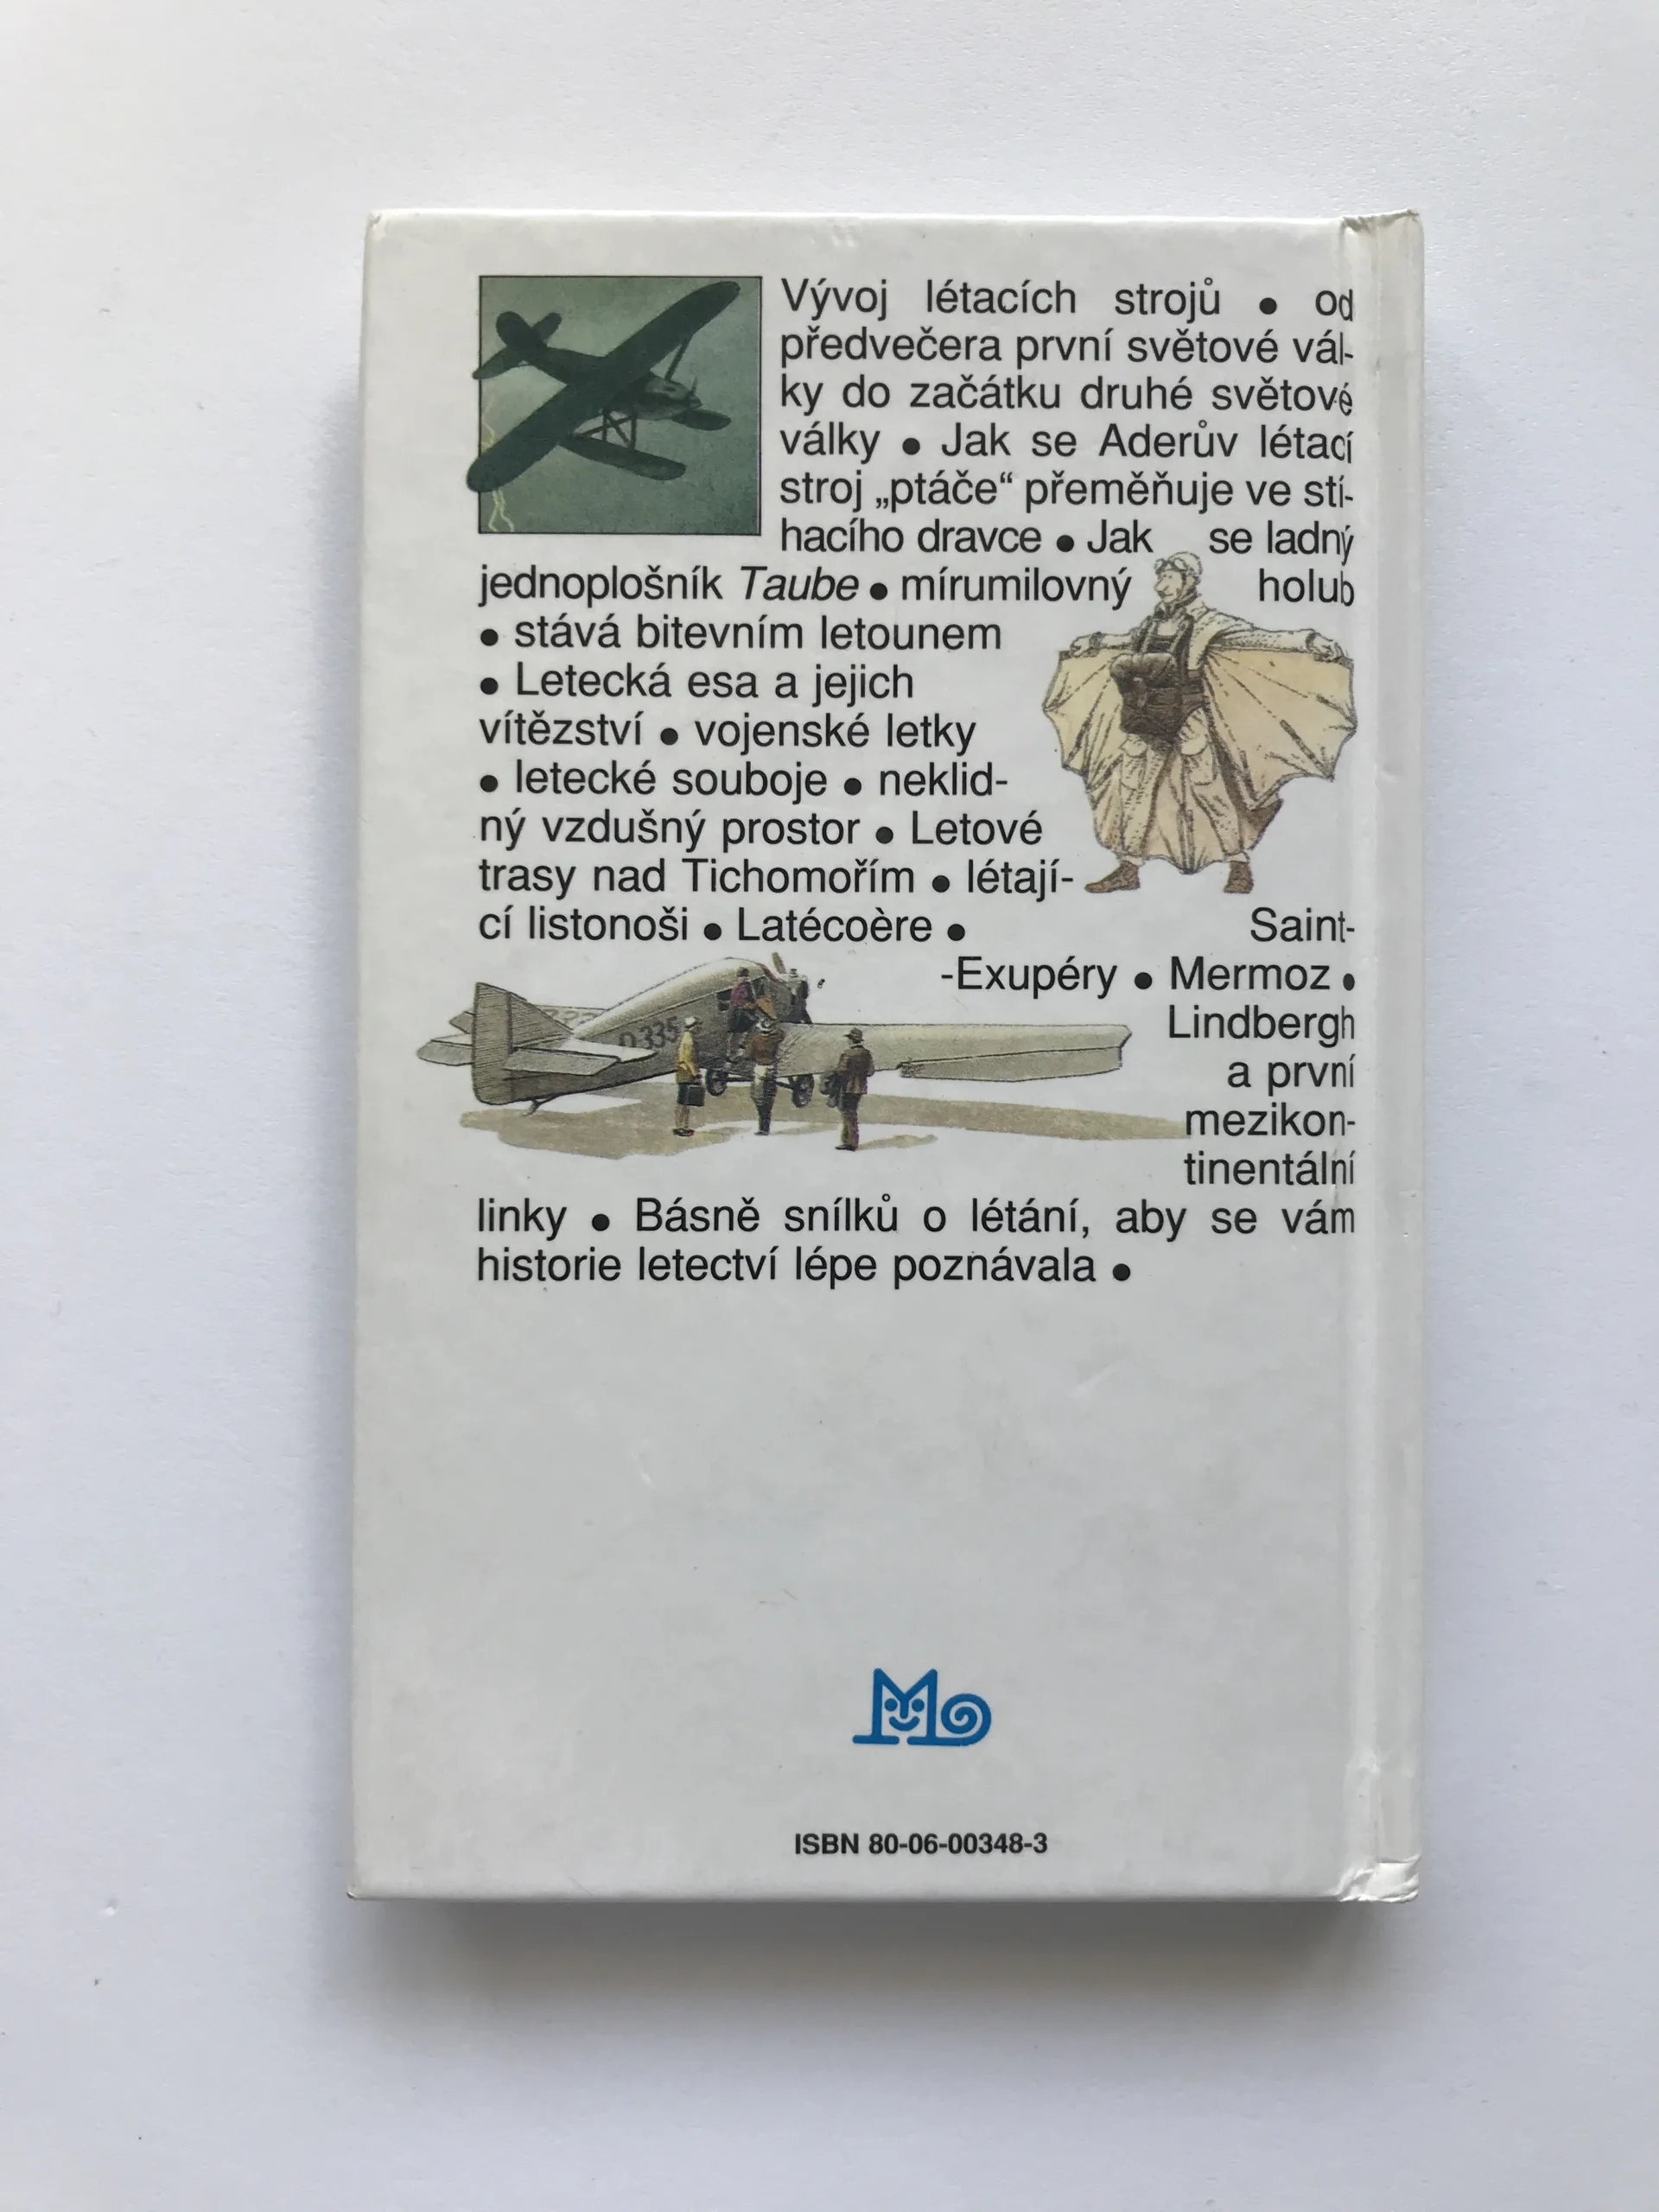 Vývoj létacích strojů • od
předvečera první světové vál-
ky do začátku druhé světové
války • Jak se Aderův létací
stroj „ptáče“ přeměňuje ve stí-
hacího dravce • Jak se ladný
jednoplošník Taube • mírumilovný holub
• stává bitevním letounem
• Letecká esa a jejich
vítězství • vojenské letky
• letecké souboje • neklid-
ný vzdušný prostor • Letové
trasy nad Tichomořím • létají-
cí listonoši • Latécoère • Saint-
-Exupéry • Mermoz •
D 335
Lindbergh
a první
mezikon-
tinentální
linky • Básně snílků o létání, aby se vám
historie letectví lépe poznávala •
M
ISBN 80-06-00348-3